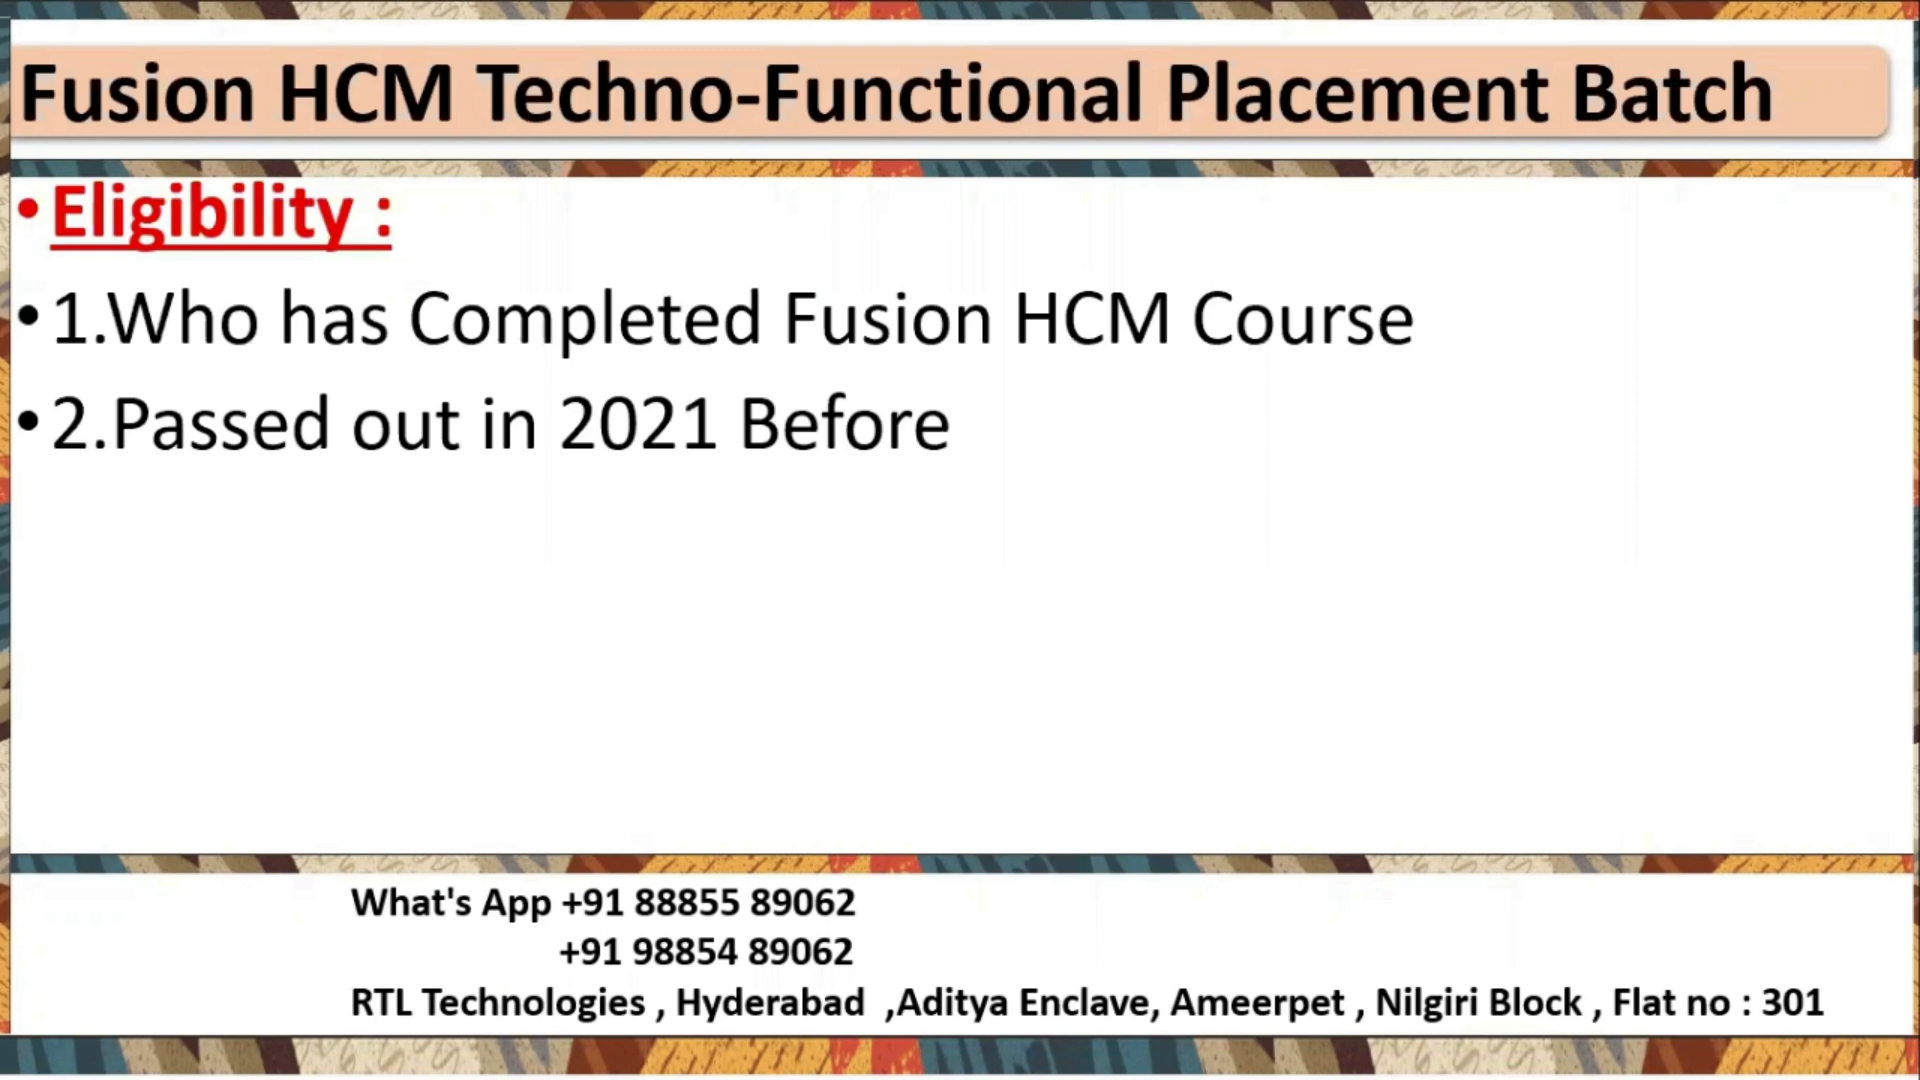 Fusion HCM Techno-Functional Placement Batch
•Eligibility :
•1.Who has Completed Fusion HCM Course
•2.Passed out in 2021 Before
What's App +91 88855 89062
+91 98854 89062
RTL Technologies , Hyderabad ,Aditya Enclave, Ameerpet , Nilgiri Block , Flat no : 301